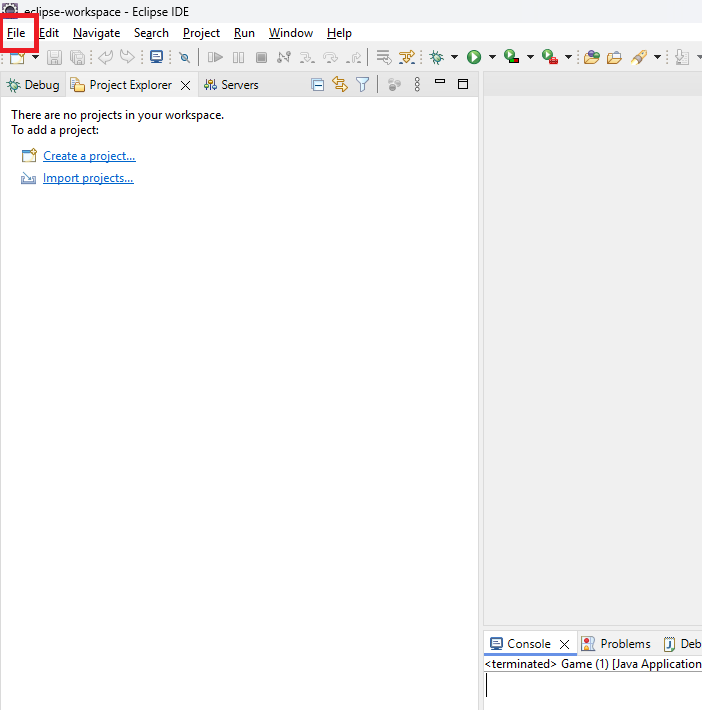 eclipse-workspace - Eclipse IDE
File Edit Navigate Search Project Run Window Help
Debug Project Explorer Servers
There are no projects in your workspace.
To add a project:
Create a project...
Import projects...
Console Problems Deb
<terminated> Game (1) [Java Application